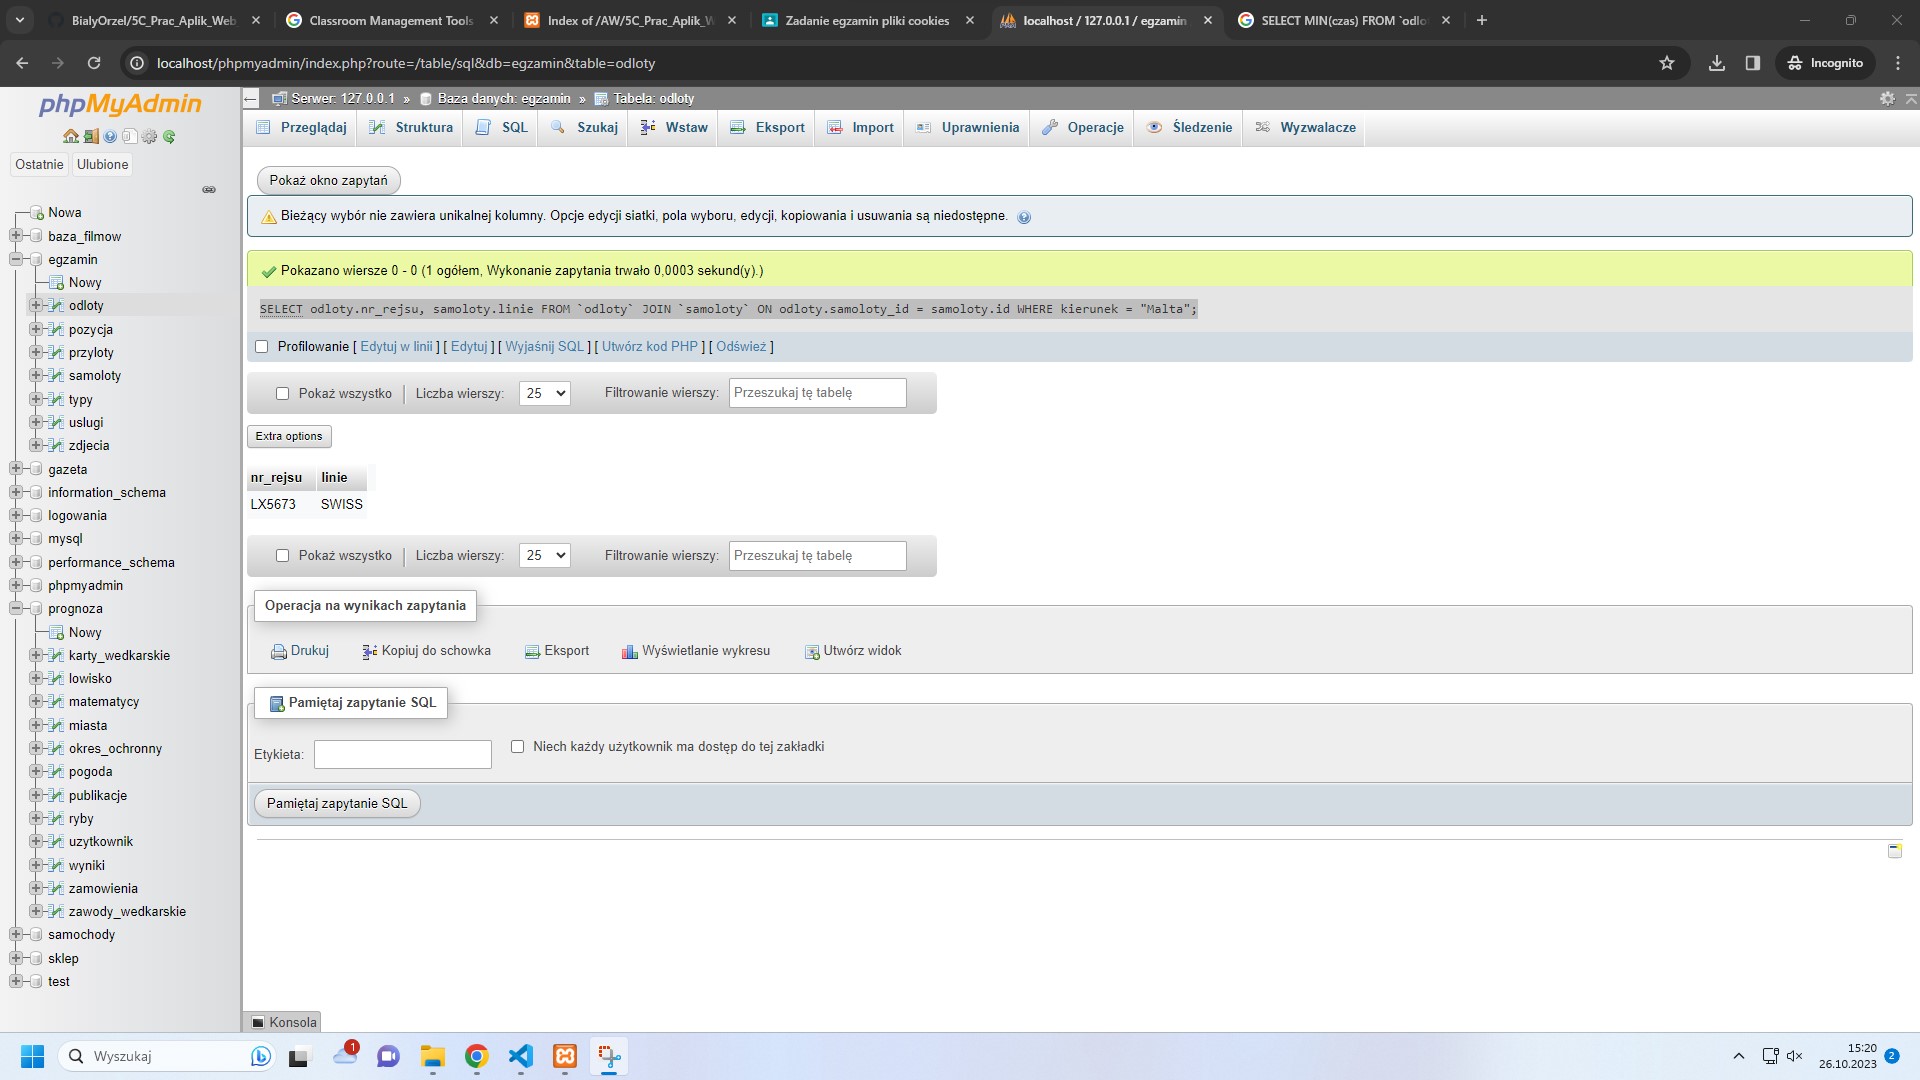 BialyOrzel/5C_Prac_Aplik_Web
Classroom Management Tools
Index of /AW/5C_Prac_Aplik_W
Zadanie egzamin pliki cookies
localhost / 127.0.0.1 / egzamin
SELECT MIN(czas) FROM `odlo
localhost/phpmyadmin/index.php?route=/table/sql&db=egzamin&table=odloty
Incognito
phpMyAdmin
Ostatnie
Ulubione
Nowa
baza_filmow
egzamin
Nowy
odloty
pozycja
przyloty
samoloty
typy
uslugi
zdjecia
gazeta
information_schema
logowania
mysql
performance_schema
phpmyadmin
prognoza
Nowy
karty_wedkarskie
lowisko
matematycy
miasta
okres_ochronny
pogoda
publikacje
ryby
uzytkownik
wyniki
zamowienia
zawody_wedkarskie
samochody
sklep
test
Serwer: 127.0.0.1 » Baza danych: egzamin » Tabela: odloty
Przeglądaj
Struktura
SQL
Szukaj
Wstaw
Eksport
Import
Uprawnienia
Operacje
Śledzenie
Wyzwalacze
Pokaż okno zapytań
Bieżący wybór nie zawiera unikalnej kolumny. Opcje edycji siatki, pola wyboru, edycji, kopiowania i usuwania są niedostępne.
Pokazano wiersze 0 - 0 (1 ogółem, Wykonanie zapytania trwało 0,0003 sekund(y).)
SELECT odloty.nr_rejsu, samoloty.linie FROM `odloty` JOIN `samoloty` ON odloty.samoloty_id = samoloty.id WHERE kierunek = "Malta";
Profilowanie [ Edytuj w linii ] [ Edytuj ] [ Wyjaśnij SQL ] [ Utwórz kod PHP ] [ Odśwież ]
Pokaż wszystko
Liczba wierszy:
25
Filtrowanie wierszy:
Przeszukaj tę tabelę
Extra options
nr_rejsu linie
LX5673 SWISS
Pokaż wszystko
Liczba wierszy:
25
Filtrowanie wierszy:
Przeszukaj tę tabelę
Operacja na wynikach zapytania
Drukuj
Kopiuj do schowka
Eksport
Wyświetlanie wykresu
Utwórz widok
Pamiętaj zapytanie SQL
Etykieta:
Niech każdy użytkownik ma dostęp do tej zakładki
Pamiętaj zapytanie SQL
Konsola
Wyszukaj
1
15:20
26.10.2023
2